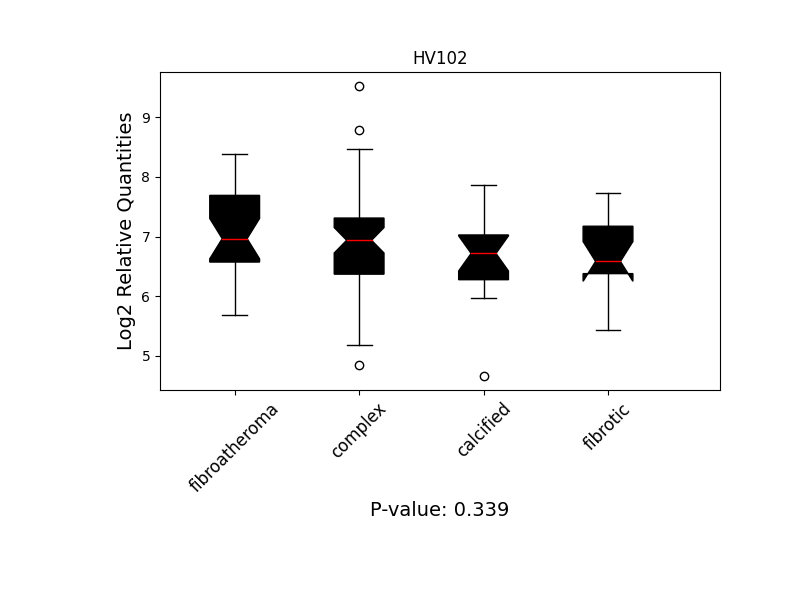 HV102
Log2 Relative Quantities
9
8
7
6
5
fibroatheroma
complex
calcified
fibrotic
P-value: 0.339